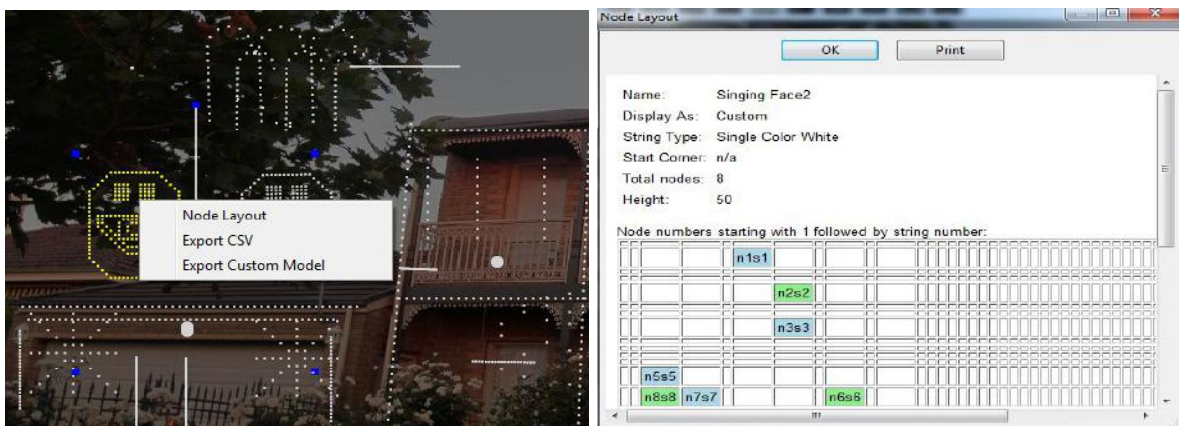 Node Layout
Export CSV
Export Custom Model
Node Layout
OK Print
Name: Singing Face2
Display As: Custom
String Type: Single Color White
Start Corner: n/a
Total nodes: 8
Height: 50
Node numbers starting with 1 followed by string number:
n1s1
n2s2
n3s3
n5s5
n8s8 n7s7 n6s6